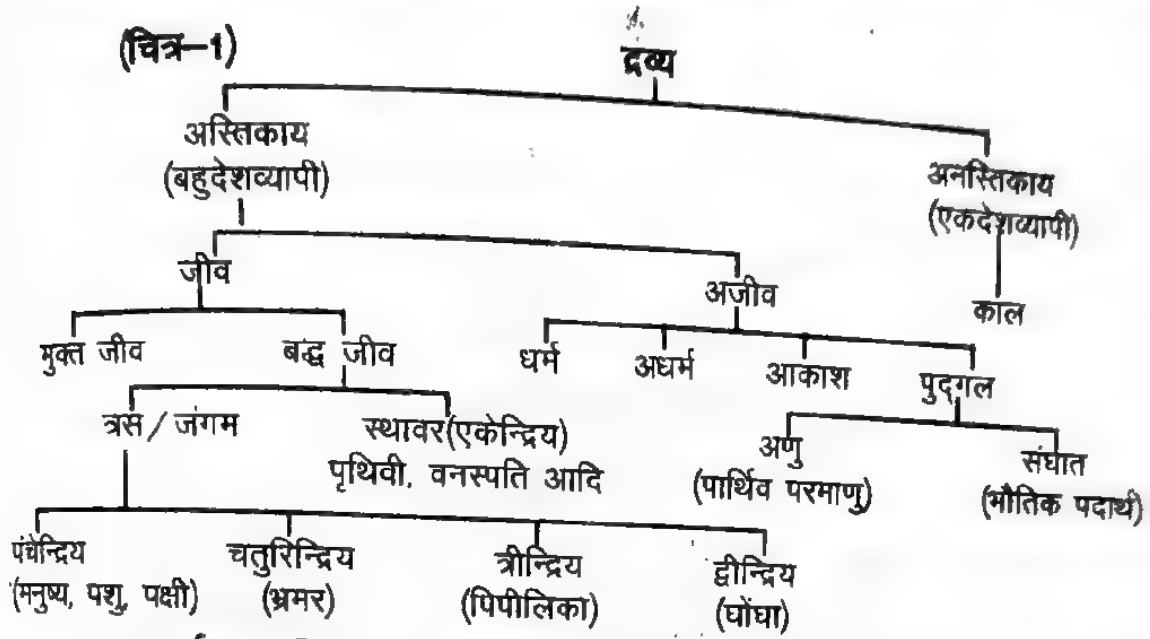 (चित्र-1)
द्रव्य
अस्तिकाय
(बहुदेशव्यापी)
अनस्तिकाय
(एकदेशव्यापी)
जीव
अजीव
काल
मुक्त जीव
बद्ध जीव
धर्म
अधर्म
आकाश
पुद्गल
त्रस/जंगम
स्थावर(एकेन्द्रिय)
पृथिवी, वनस्पति आदि
अणु
(पार्थिव परमाणु)
संघात
(भौतिक पदार्थ)
पंचेन्द्रिय
(मनुष्य, पशु, पक्षी)
चतुरिन्द्रिय
(भ्रमर)
त्रीन्द्रिय
(पिपीलिका)
द्वीन्द्रिय
(घोंघा)